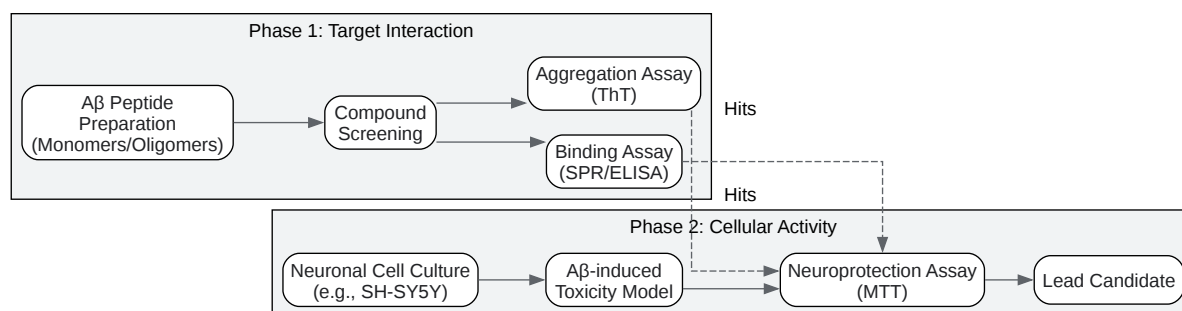 Phase 1: Target Interaction
Aβ Peptide
Preparation
(Monomers/Oligomers)
Compound
Screening
Aggregation Assay
(ThT)
Binding Assay
(SPR/ELISA)
Hits
Hits
Phase 2: Cellular Activity
Neuronal Cell Culture
(e.g., SH-SY5Y)
Aβ-induced
Toxicity Model
Neuroprotection Assay
(MTT)
Lead Candidate